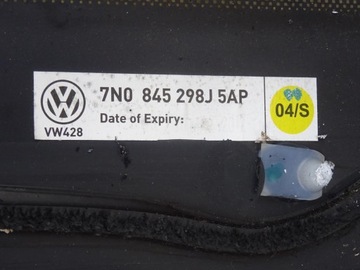 7N0 845 298J 5AP
Date of Expiry:
VW428
04/S